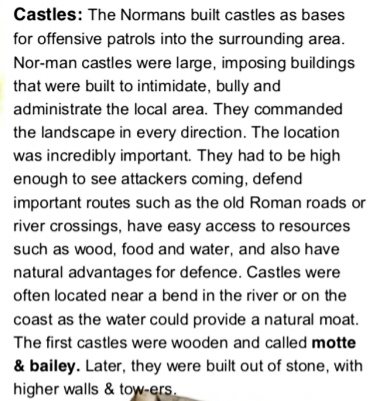 Castles: The Normans built castles as bases
for offensive patrols into the surrounding area.
Nor-man castles were large, imposing buildings
that were built to intimidate, bully and
administrate the local area. They commanded
the landscape in every direction. The location
was incredibly important. They had to be high
enough to see attackers coming, defend
important routes such as the old Roman roads or
river crossings, have easy access to resources
such as wood, food and water, and also have
natural advantages for defence. Castles were
often located near a bend in the river or on the
coast as the water could provide a natural moat.
The first castles were wooden and called motte
& bailey. Later, they were built out of stone, with
higher walls & tow-ers.